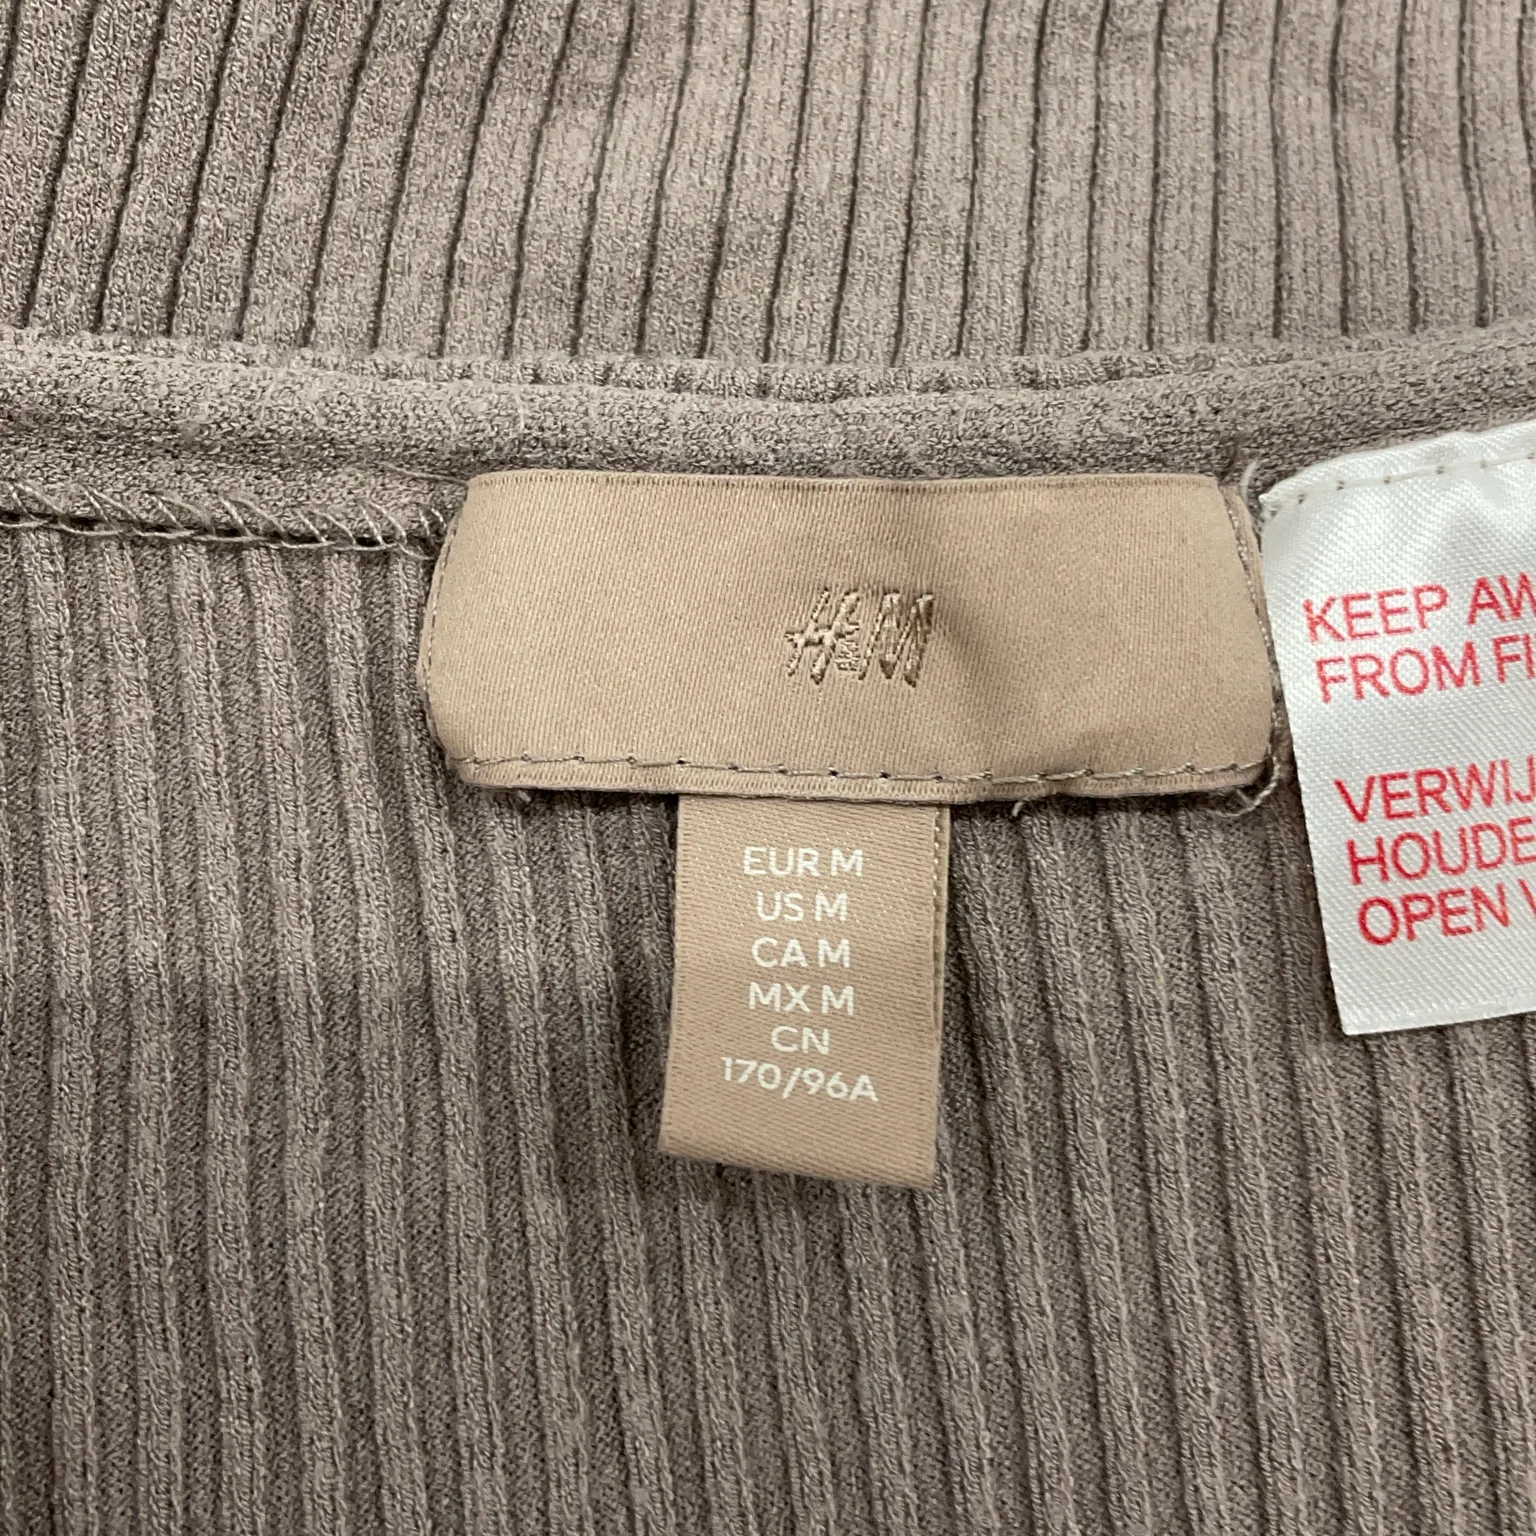 H&M
EUR M
US M
CA M
MX M
CN
170/96A
KEEP AW
FROM FI
VERWIJ
HOUDE
OPEN